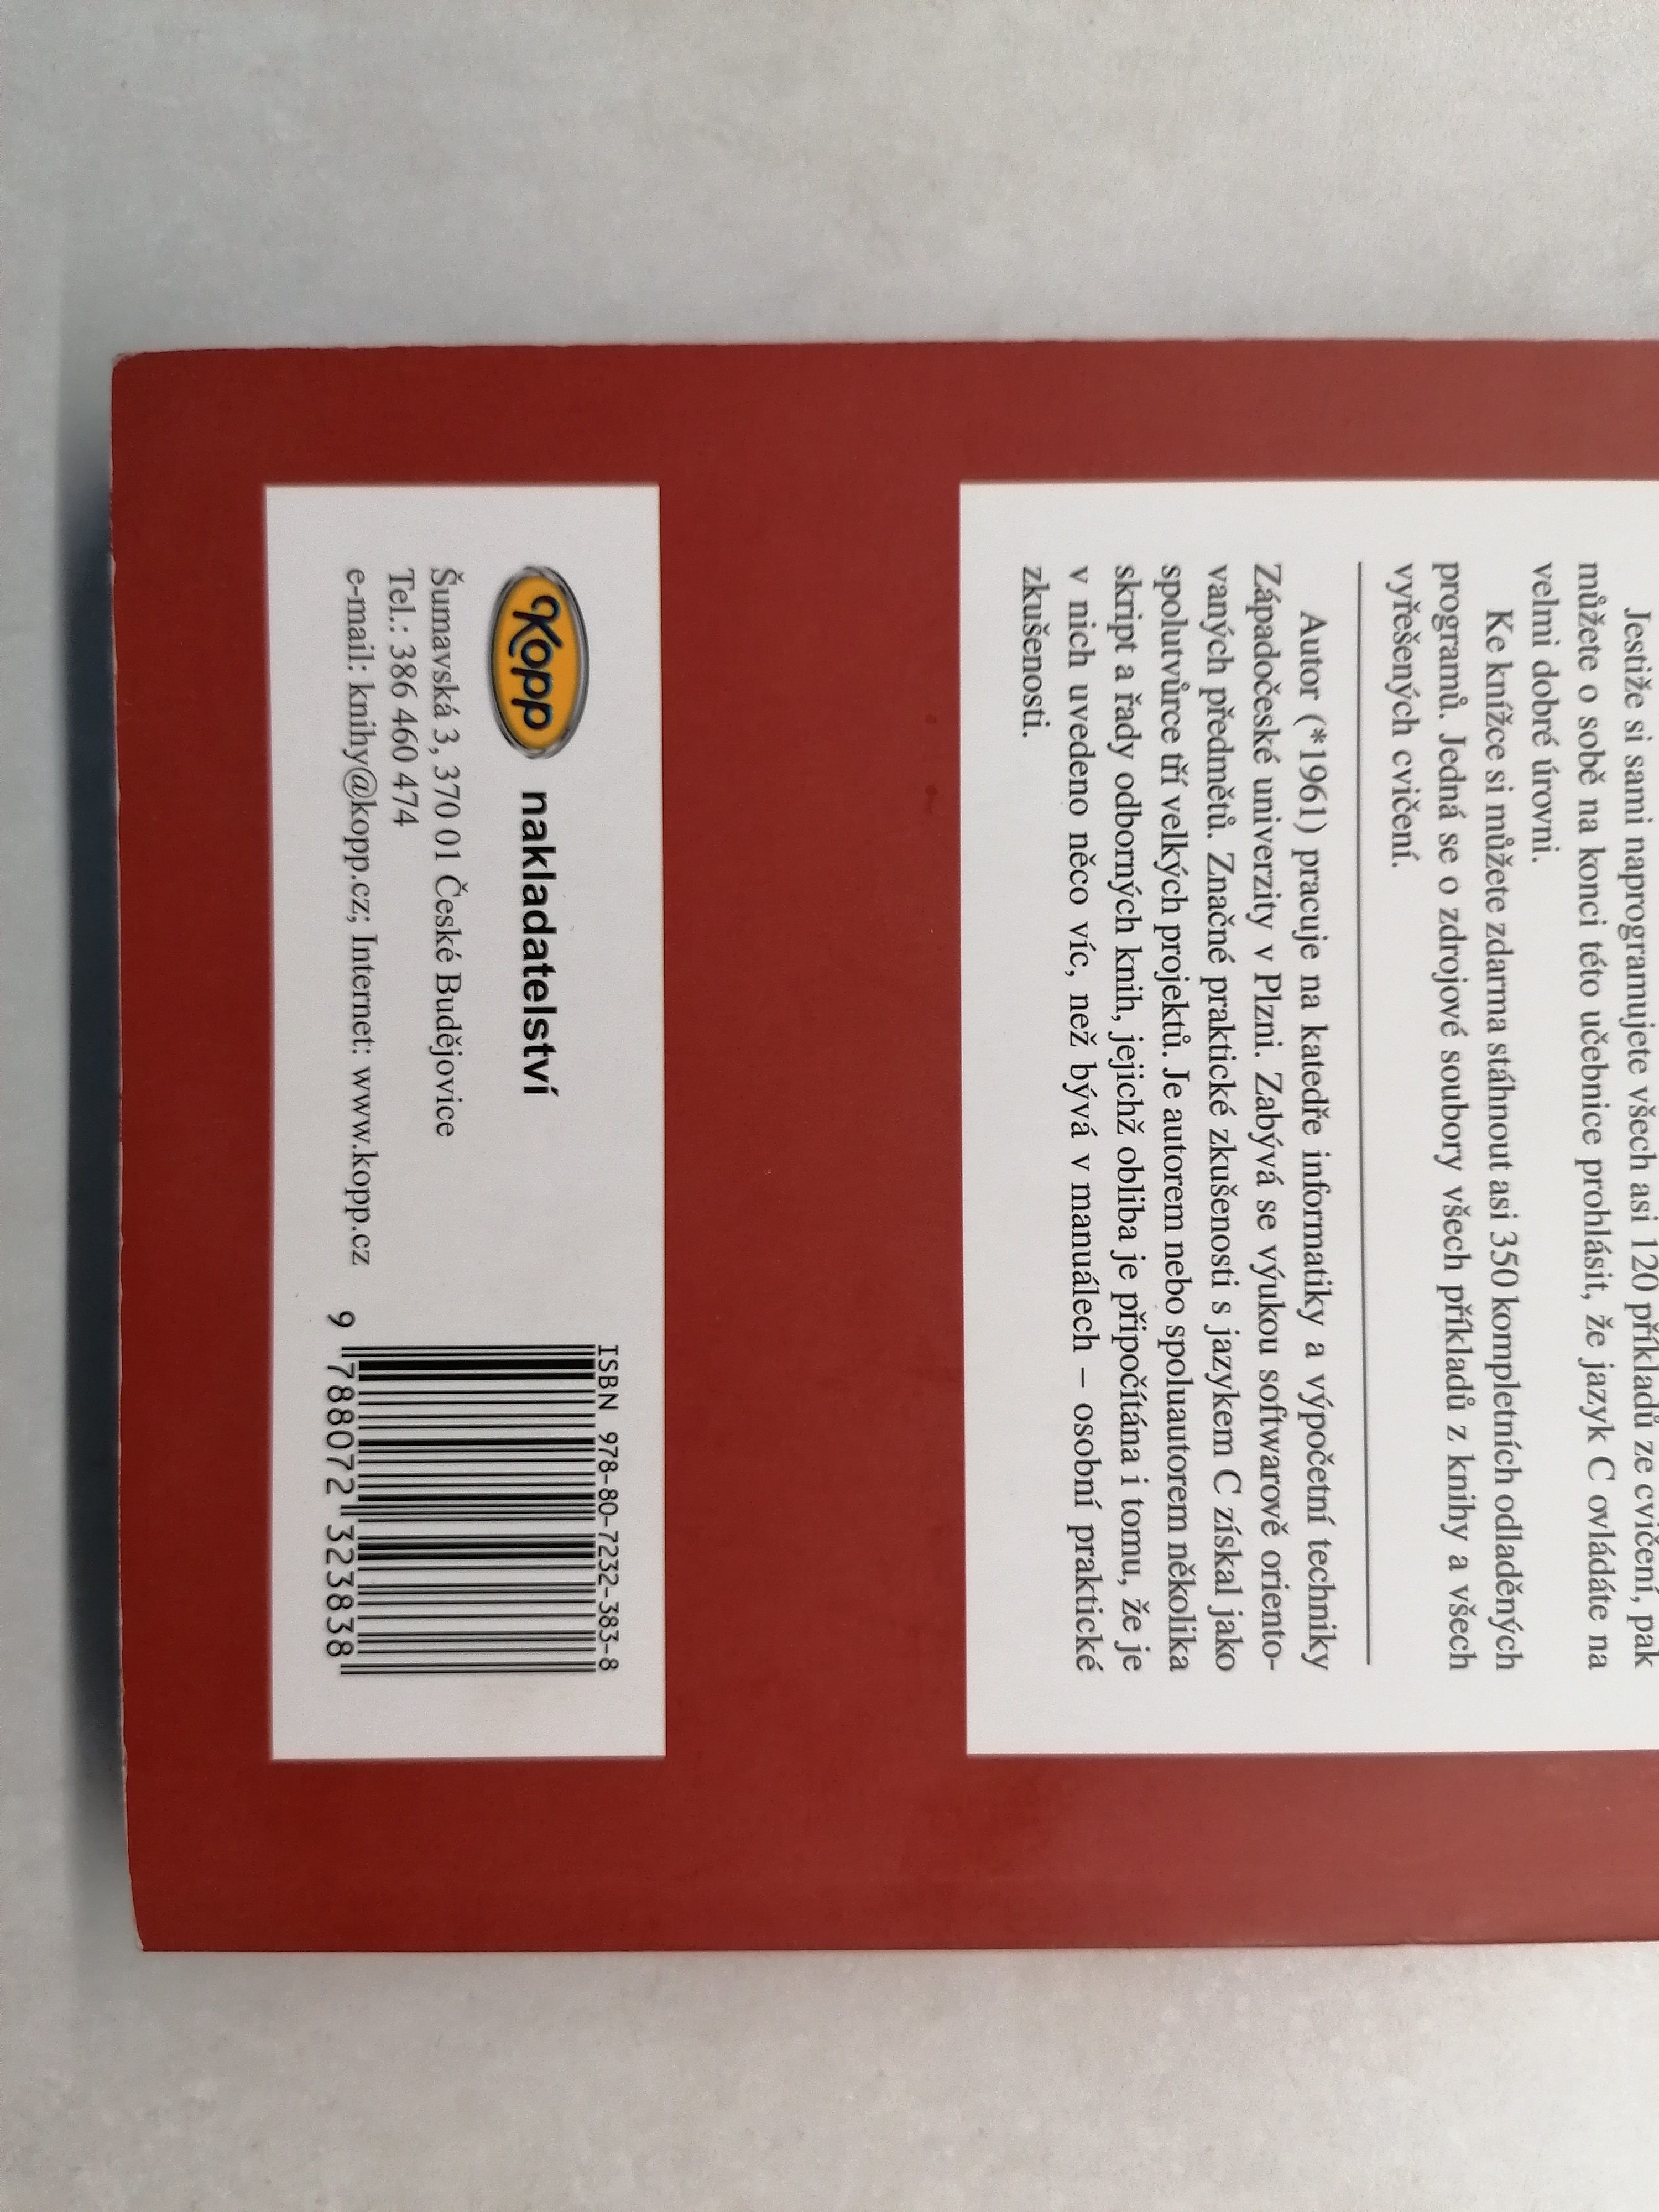 Jestiže si sami naprogramujete všech asi 120 příkladů ze cvičení, pak
můžete o sobě na konci této učebnice prohlásit, že jazyk C ovládáte na
velmi dobré úrovni.
Ke knížce si můžete zdarma stáhnout asi 350 kompletních odladěných
programů. Jedná se o zdrojové soubory všech příkladů z knihy a všech
vyřešených cvičení.
Autor (*1961) pracuje na katedře informatiky a výpočetní techniky
Západočeské univerzity v Plzni. Zabývá se výukou softwarově oriento-
vaných předmětů. Značné praktické zkušenosti s jazykem C získal jako
spolutvůrce tří velkých projektů. Je autorem nebo spoluautorem několika
skript a řady odborných knih, jejichž obliba je připočítána i tomu, že je
v nich uvedeno něco víc, než bývá v manuálech – osobní praktické
zkušenosti.
Kopp nakladatelství
Šumavská 3, 370 01 České Budějovice
Tel.: 386 460 474
e-mail: knihy@kopp.cz; Internet: www.kopp.cz
ISBN 978-80-7232-383-8
9 788072 323838